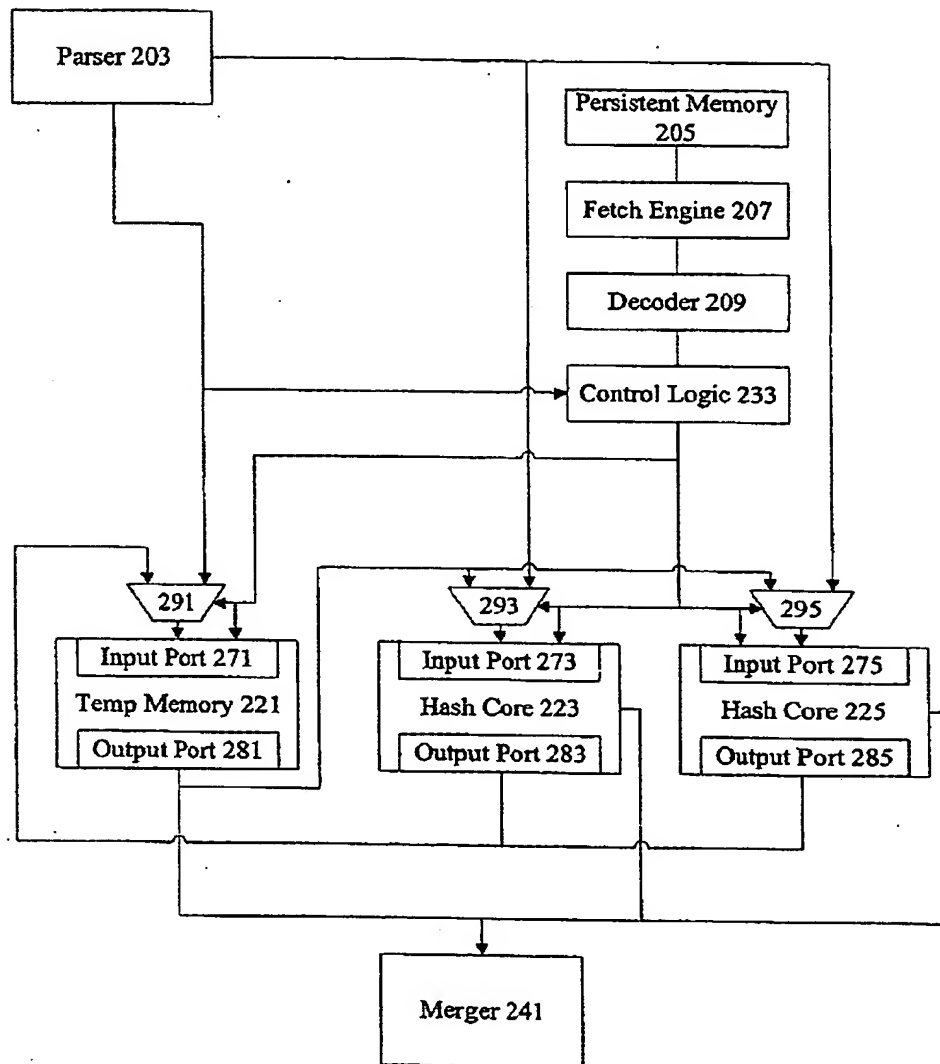 Parser 203
Persistent Memory
205
Fetch Engine 207
Decoder 209
Control Logic 233
291
293
295
Input Port 271
Temp Memory 221
Output Port 281
Input Port 273
Hash Core 223
Output Port 283
Input Port 275
Hash Core 225
Output Port 285
Merger 241